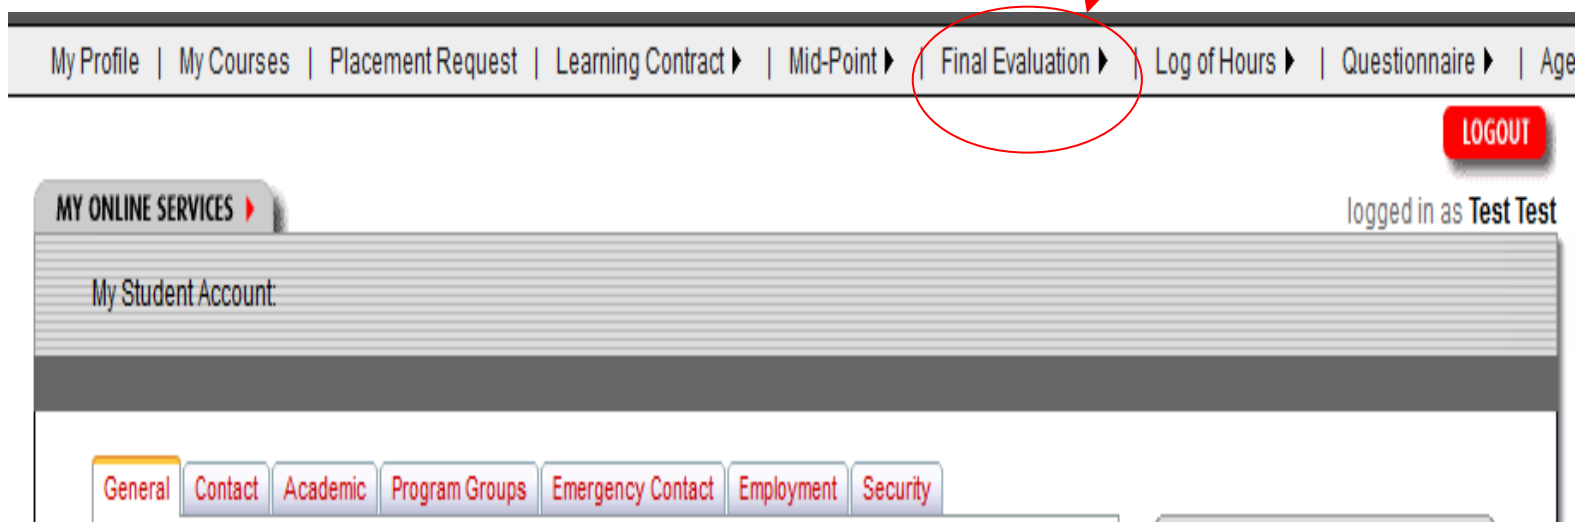 My Profile | My Courses | Placement Request | Learning Contract | Mid-Point | Final Evaluation | Log of Hours | Questionnaire |
LOGOUT
MY ONLINE SERVICES
logged in as Test Test
My Student Account:
General Contact Academic Program Groups Emergency Contact Employment Security